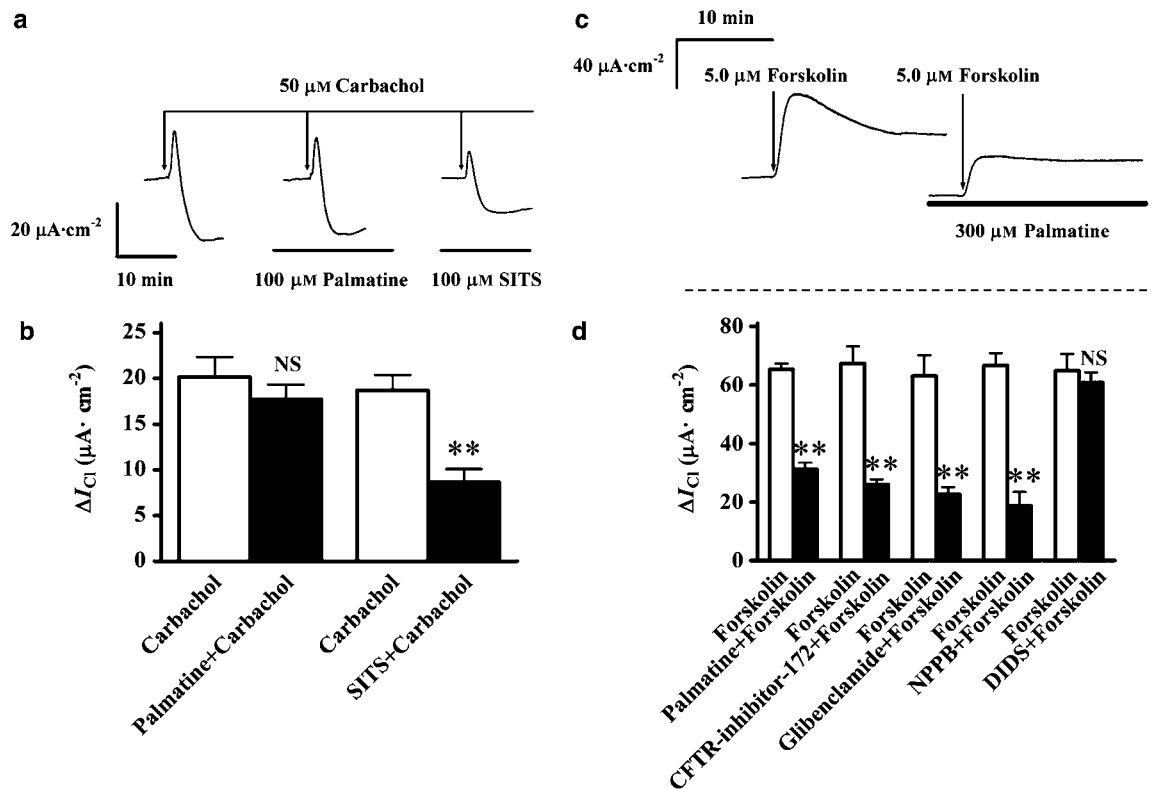 a
50 μM Carbachol
20 μA·cm-2
10 min
100 μM Palmatine
100 μM SITS
b
ΔICl (μA· cm-2)
25
20
15
10
5
0
NS
**
Carbachol
Palmatine+Carbachol
Carbachol
SITS+Carbachol
c
10 min
40 μA·cm-2
5.0 μM Forskolin
5.0 μM Forskolin
300 μM Palmatine
d
ΔICl (μA· cm-2)
80
60
40
20
0
**
**
**
**
NS
Forskolin
Palmatine+Forskolin
Forskolin
CFTR-inhibitor-172+Forskolin
Forskolin
Glibenclamide+Forskolin
Forskolin
NPPB+Forskolin
Forskolin
DIDS+Forskolin